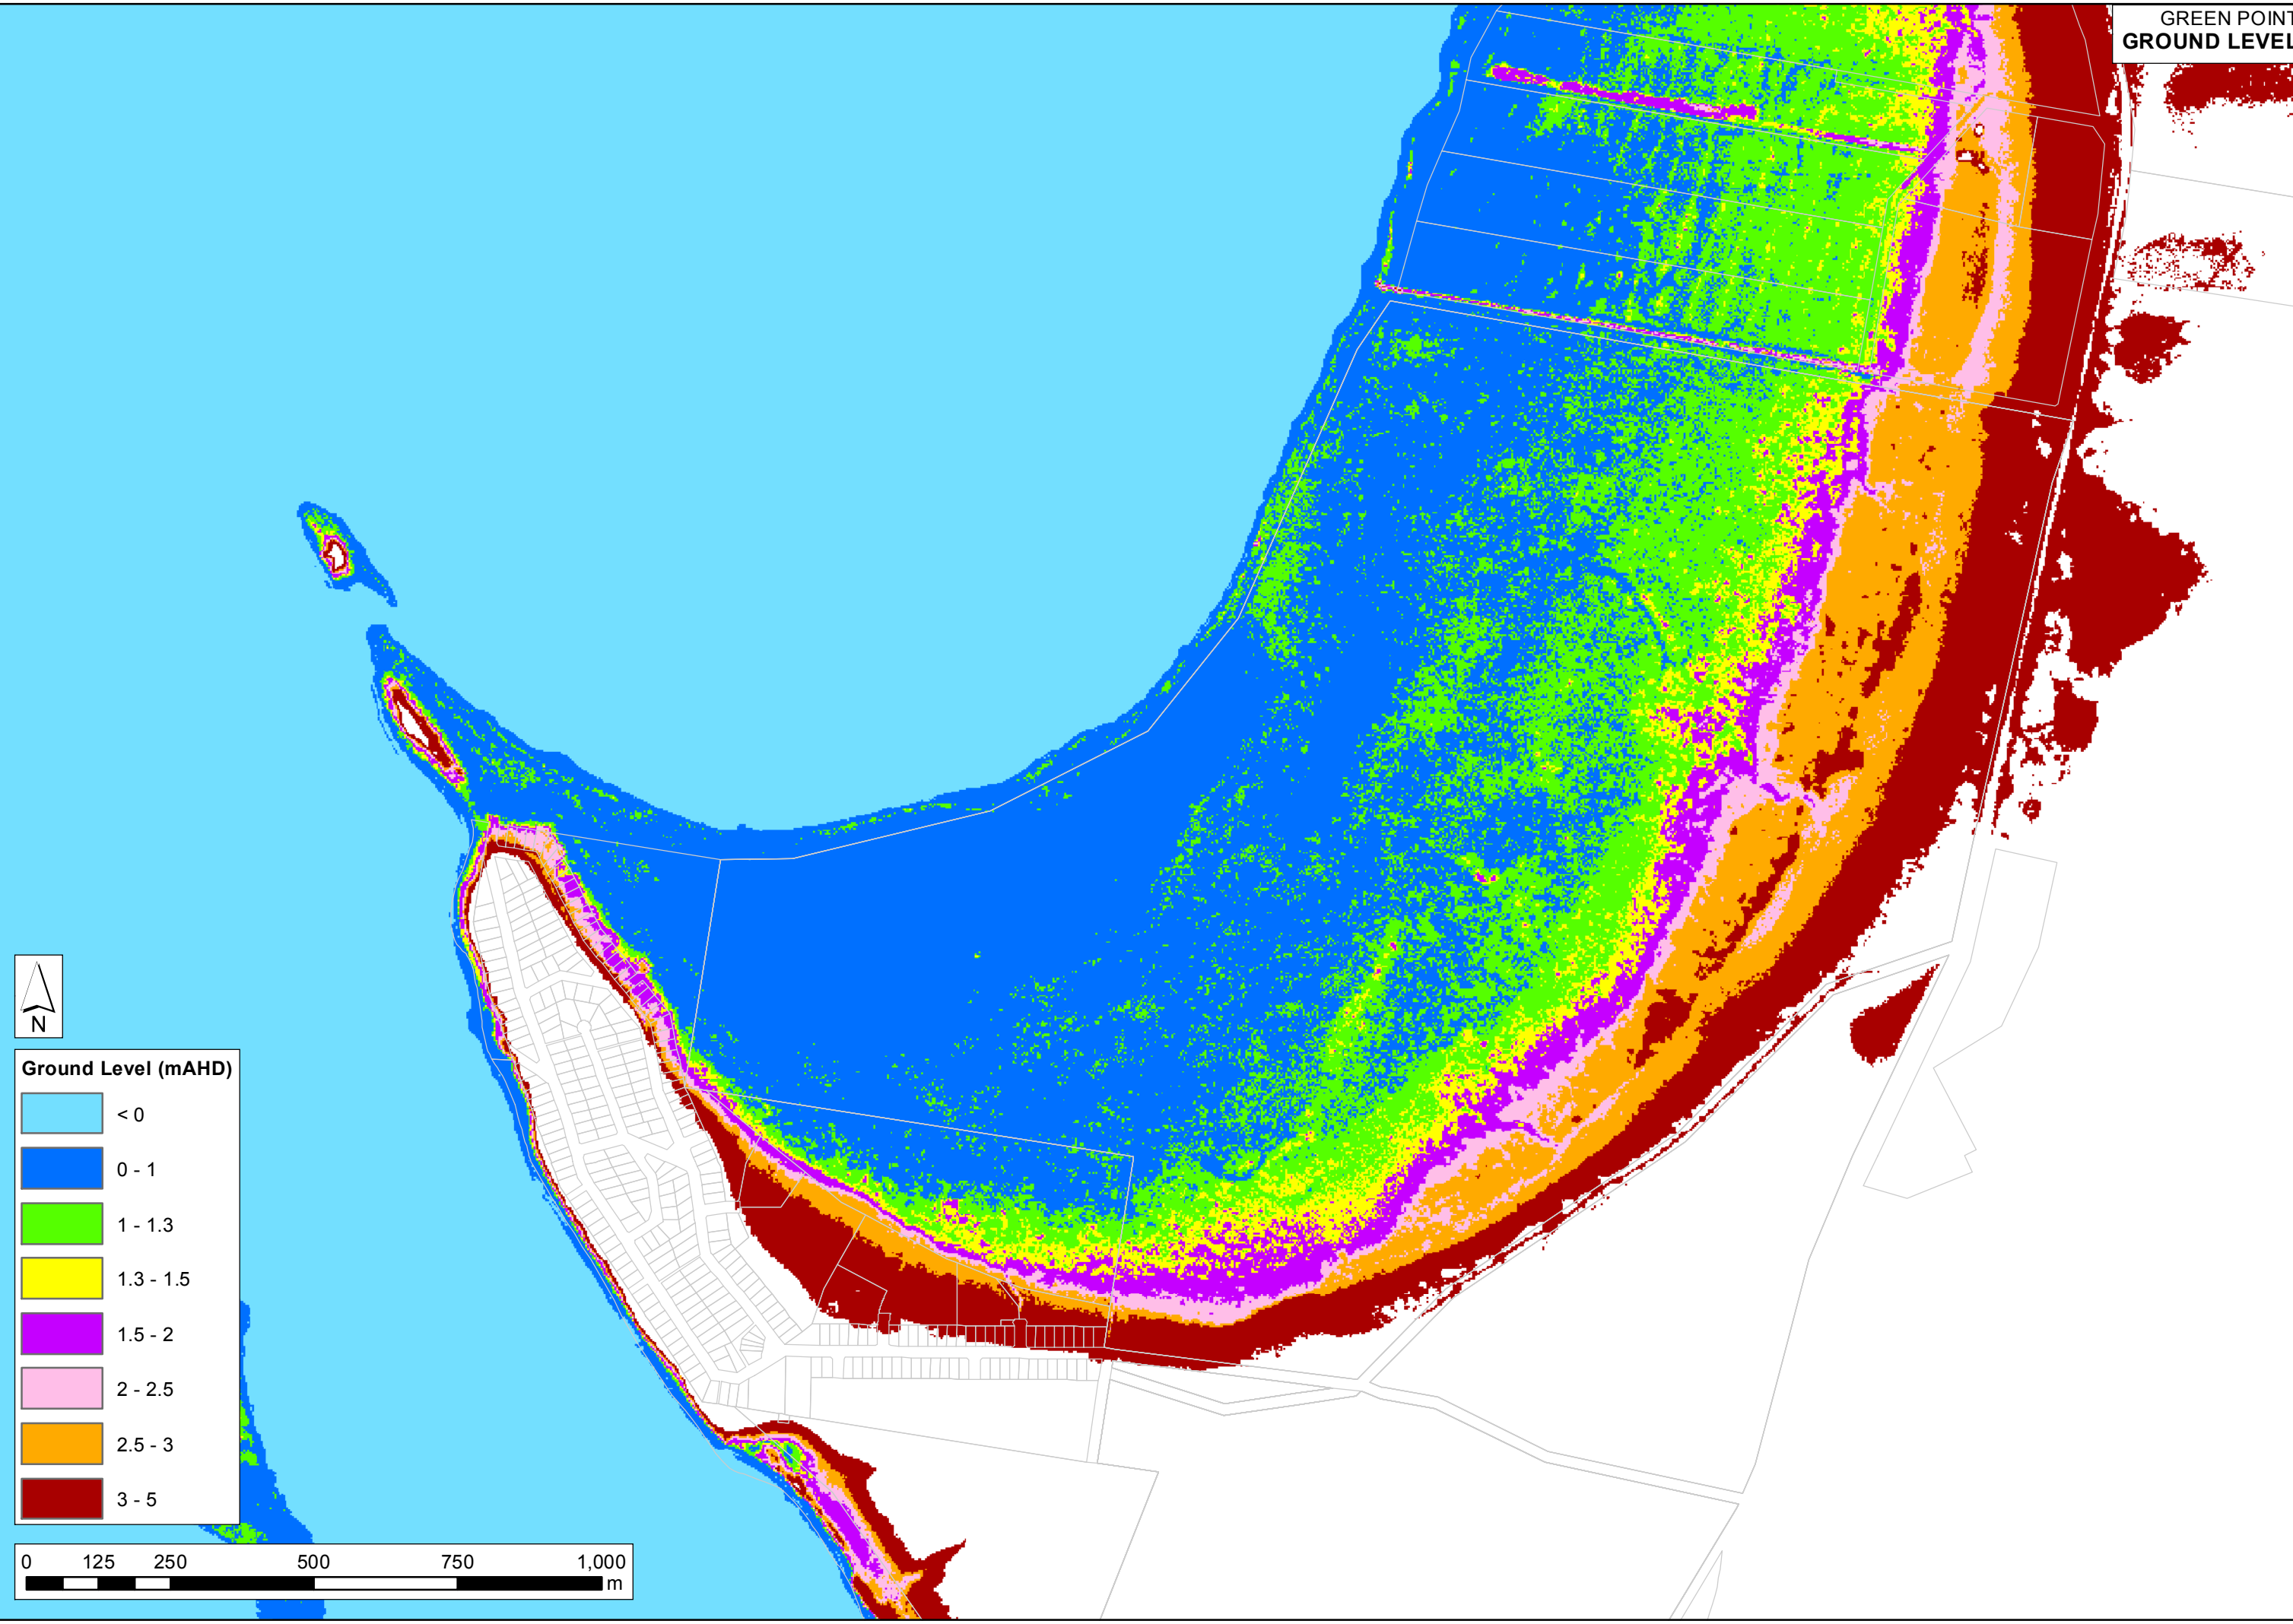 GREEN POINT
GROUND LEVEL
N
Ground Level (mAHD)
< 0
0 - 1
1 - 1.3
1.3 - 1.5
1.5 - 2
2 - 2.5
2.5 - 3
3 - 5
0 125 250 500 750 1,000
m